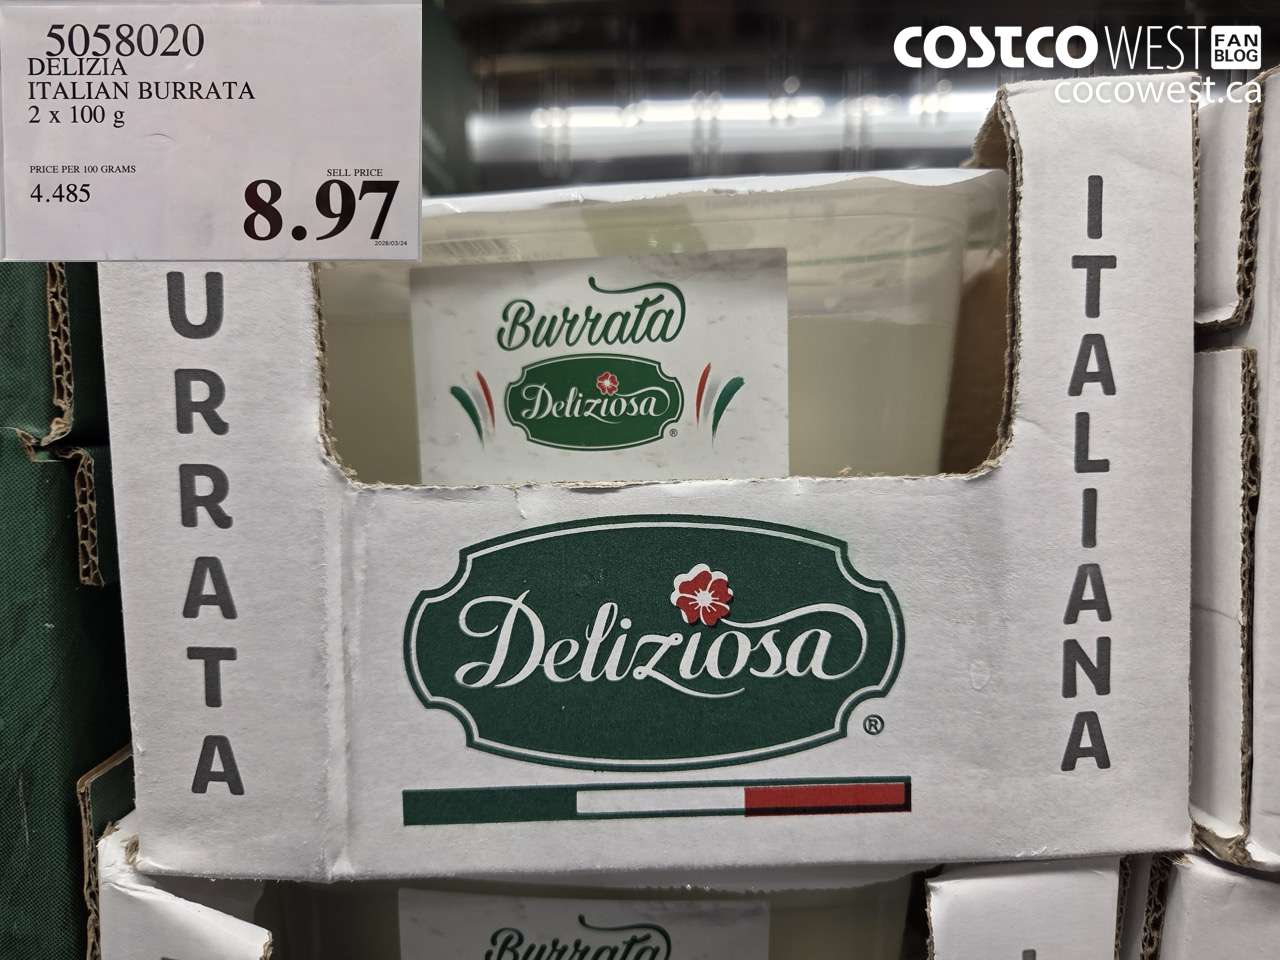 5058020
DELIZIA
ITALIAN BURRATA
2 x 100 g
PRICE PER 100 GRAMS
4.485
SELL PRICE
8.97
COSTCO WEST FAN BLOG
cocowest.ca
Burrata
Deliziosa
®
URRATA
ITALIANA
Deliziosa
®
Burrata